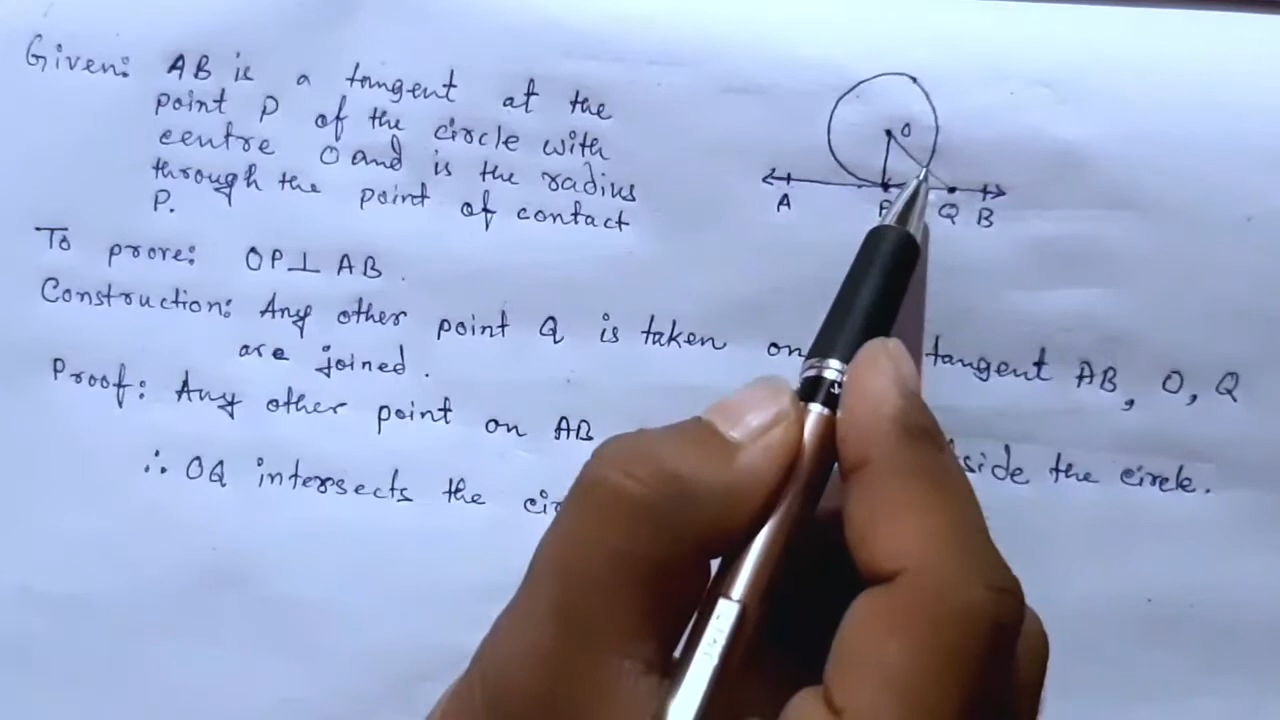 Given: AB is a tangent at the
point P of the circle with
centre O and is the radius
through the point of contact
P.
To prove: OP⊥ AB.
Construction: Any other point Q is taken on tangent AB, O, Q
are joined.
Proof: Any other point on AB side the circle.
∴ OQ intersects the cir
O
A P Q B